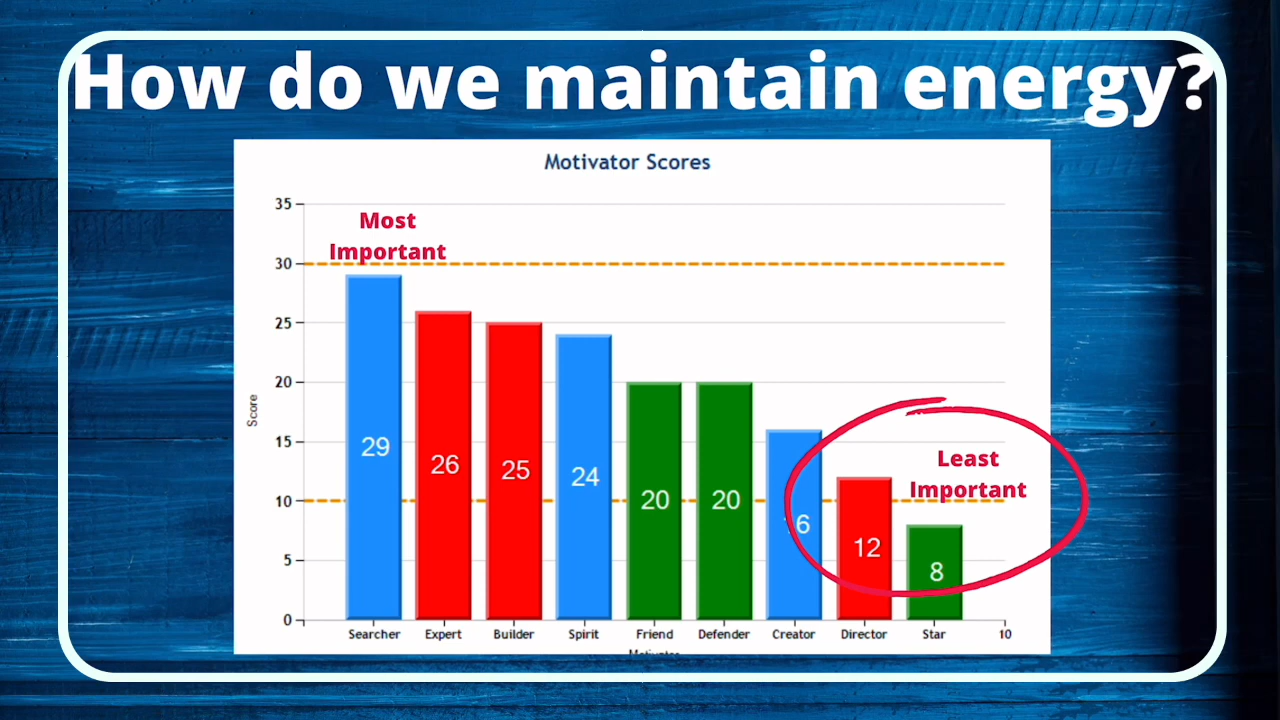 How do we maintain energy?
Motivator Scores
35
Most
Important
30
25
20
Score
15
10
5
0
29
26
25
24
20
20
12
8
Least
Important
Searcher Expert Builder Spirit Friend Defender Creator Director Star 10